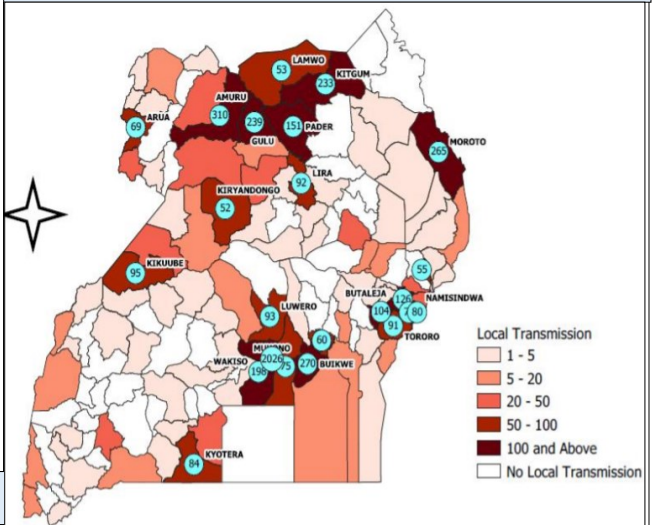 LAMWO
53
KITGUM
233
AMURU
310
239
151
PADER
GULU
ARUA
69
MOROTO
265
LIRA
92
KIRYANDONGO
52
KIKUUBE
95
55
BUTALEJA
126
NAMISINDWA
104
80
91
TORORO
LUWERO
93
60
MUKONO
WAKISO
2026
198
75
270
BUIKWE
KYOTERA
84
Local Transmission
1 - 5
5 - 20
20 - 50
50 - 100
100 and Above
No Local Transmission